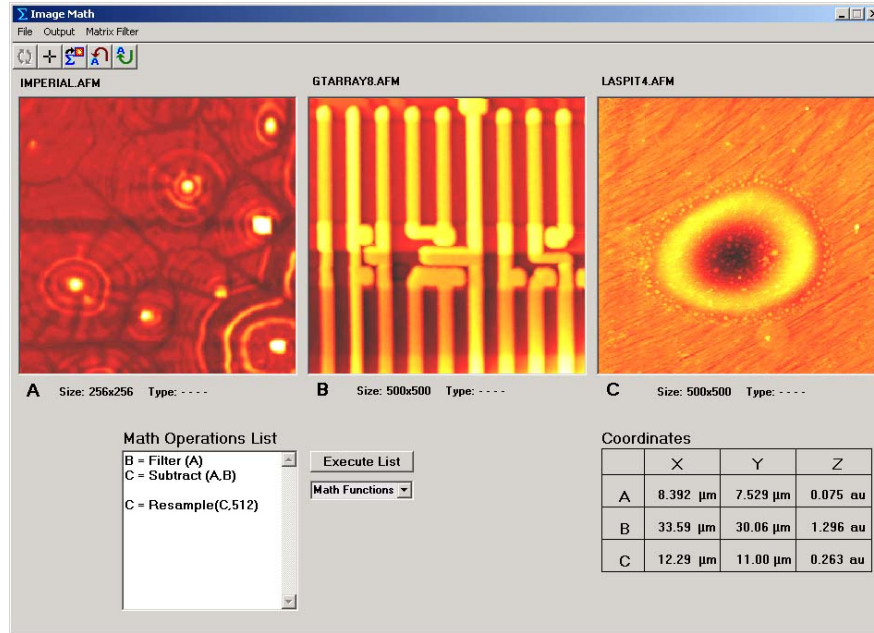 Image Math
File Output Matrix Filter
IMPERIAL.AFM
GTARRAY8.AFM
LASPIT4.AFM
A Size: 256x256 Type: - - - -
B Size: 500x500 Type: - - - -
C Size: 500x500 Type: - - - -
Math Operations List
B = Filter (A)
C = Subtract (A,B)
C = Resample(C,512)
Execute List
Math Functions
Coordinates
X Y Z
A 8.392 µm 7.529 µm 0.075 au
B 33.59 µm 30.06 µm 1.296 au
C 12.29 µm 11.00 µm 0.263 au